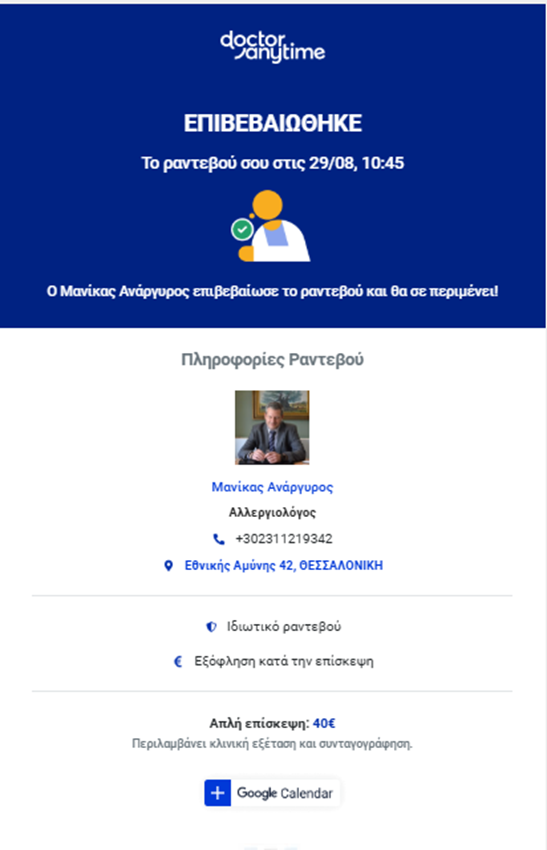 doctor
anytime
ΕΠΙΒΕΒΑΙΩΘΗΚΕ
Το ραντεβού σου στις 29/08, 10:45
Ο Μανίκας Ανάργυρος επιβεβαίωσε το ραντεβού και θα σε περιμένει!
Πληροφορίες Ραντεβού
Μανίκας Ανάργυρος
Αλλεργιολόγος
+302311219342
Εθνικής Αμύνης 42, ΘΕΣΣΑΛΟΝΙΚΗ
Ιδιωτικό ραντεβού
€ Εξόφληση κατά την επίσκεψη
Απλή επίσκεψη: 40€
Περιλαμβάνει κλινική εξέταση και συνταγογράφηση.
+ Google Calendar